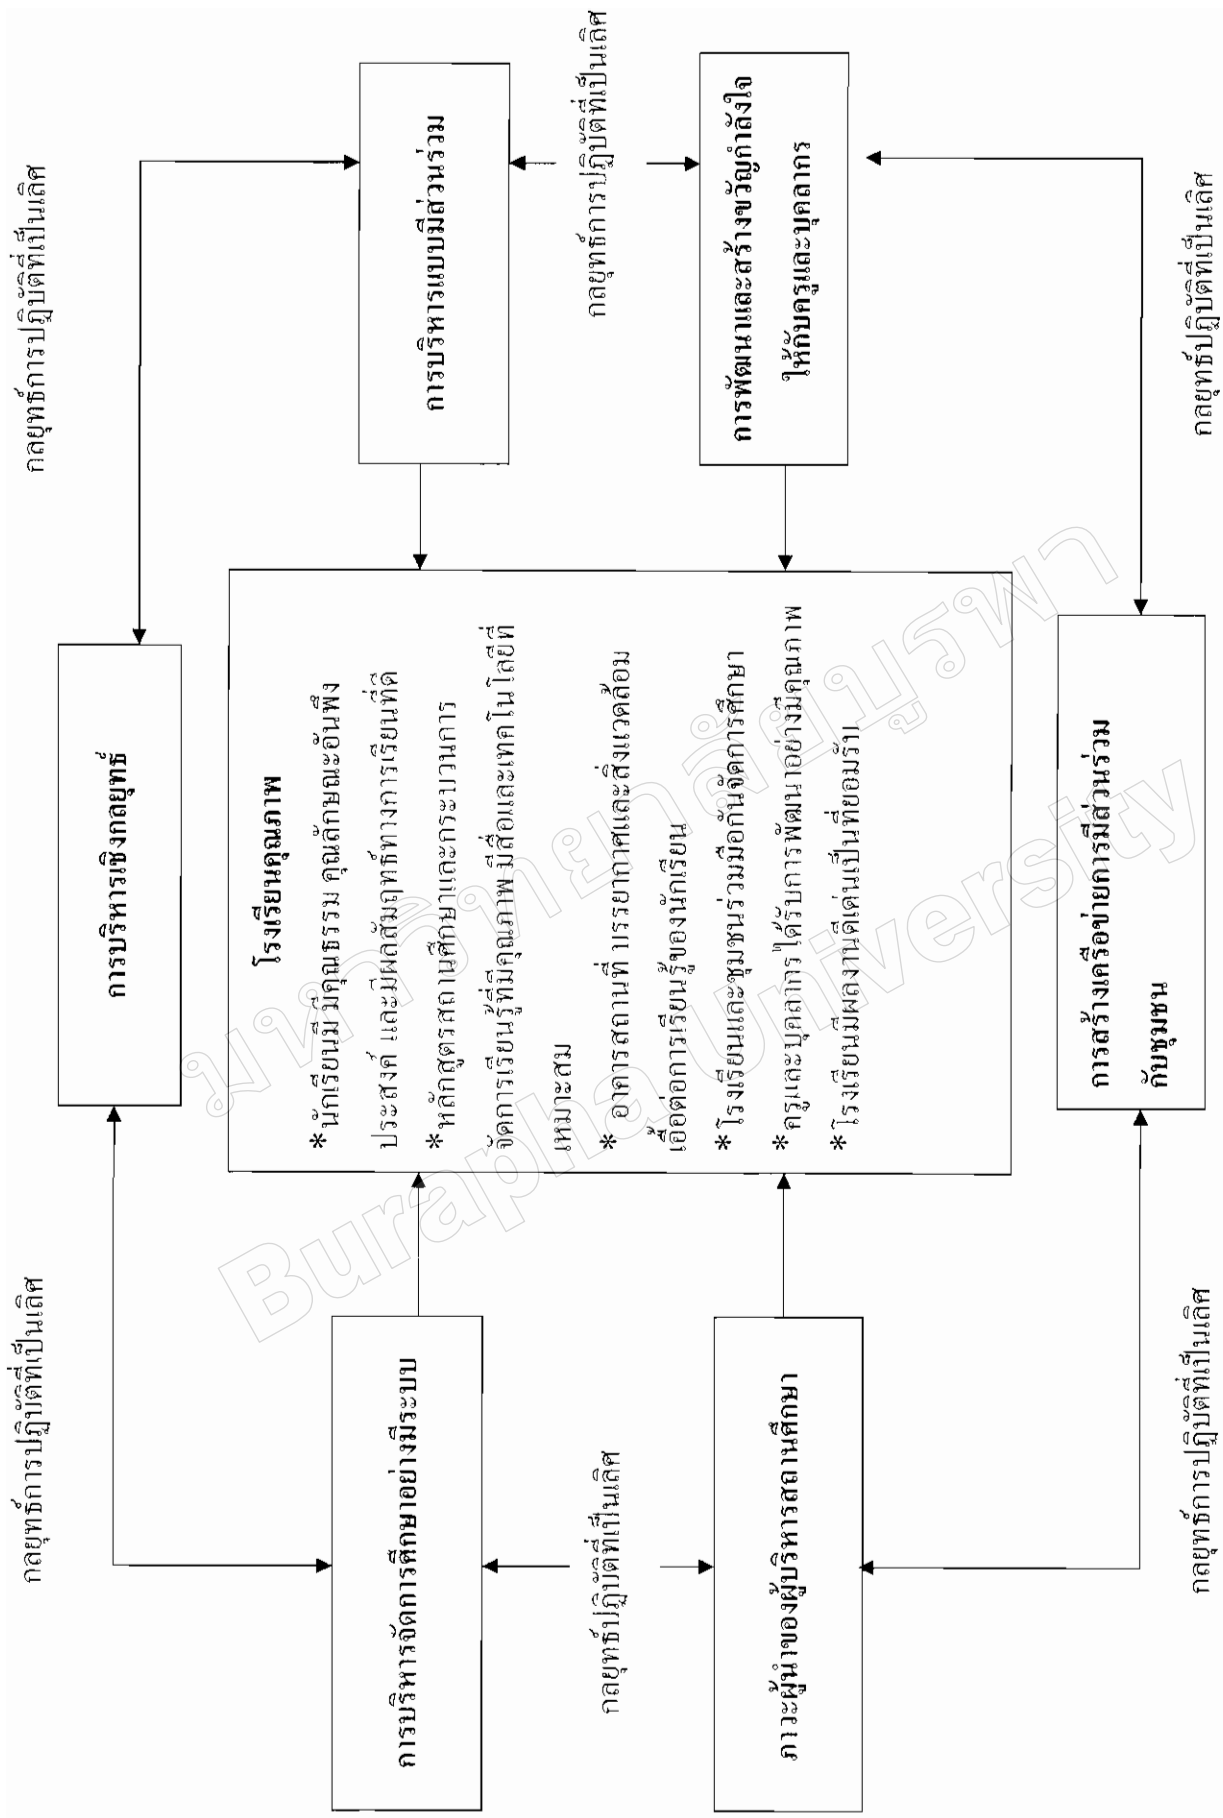 กลยุทธ์การปฏิบัติที่เป็นเลิศ
กลยุทธ์การปฏิบัติที่เป็นเลิศ
การบริหารเชิงกลยุทธ์
การบริหารจัดการศึกษาอย่างมีระบบ
การบริหารแบบมีส่วนร่วม
โรงเรียนคุณภาพ
*นักเรียนมี มีคุณธรรม คุณลักษณะอันพึง
ประสงค์ และมีผลสัมฤทธ์ทางการเรียนที่ดี
*หลักสูตรสถานศึกษาและกระบวนการ
จัดการเรียนรู้ที่มีคุณภาพ มีสื่อและเทคโนโลยีที่
เหมาะสม
* อาการสถานที่ บรรยากาศและสิ่งแวดล้อม
เอื้อต่อการเรียนรู้ของนักเรียน
*โรงเรียนและชุมชนร่วมมือกันจัดการศึกษา
*ครูและบุคลากร ได้รับการพัฒนาอย่างมีคุณภาพ
*โรงเรียนมีผลงานดีเด่นเป็นที่ยอมรับ
กลยุทธ์ปฏิบัติที่เป็นเลิศ
กลยุทธ์การปฏิบัติที่เป็นเลิศ
ภาวะผู้นำของผู้บริหารสถานศึกษา
การพัฒนาและสร้างขวัญกำลังใจ
ให้กับครูและบุคลากร
การสร้างเครือข่ายการมีส่วนร่วม
กับชุมชน
กลยุทธ์การปฏิบัติที่เป็นเลิศ
กลยุทธ์ปฏิบัติที่เป็นเลิศ
มหาวิทยาลัยบูรพา
Burapha University